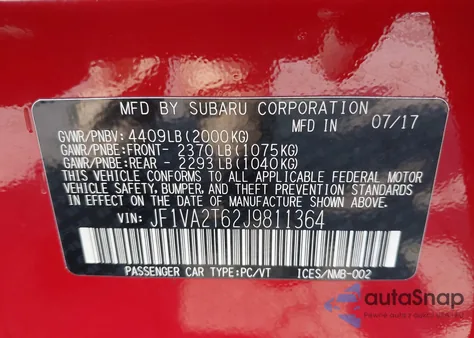 MFD BY SUBARU CORPORATION 07/17
GVWR/PNBV: 4409LB(2000KG)
GAWR/PNBE:FRONT- 2370LB(1075KG)
GAWR/PNBE:REAR - 2293LB(1040KG)
THIS VEHICLE CONFORMS TO ALL APPLICABLE FEDERAL MOTOR
VEHICLE SAFETY, BUMPER, AND THEFT PREVENTION STANDARDS
IN EFFECT ON THE DATE OF MANUFACTURE SHOWN ABOVE.
VIN: JF1VA2T62J9811364
PASSENGER CAR TYPE:PC/VT ICES/NMB-002
autoSnap